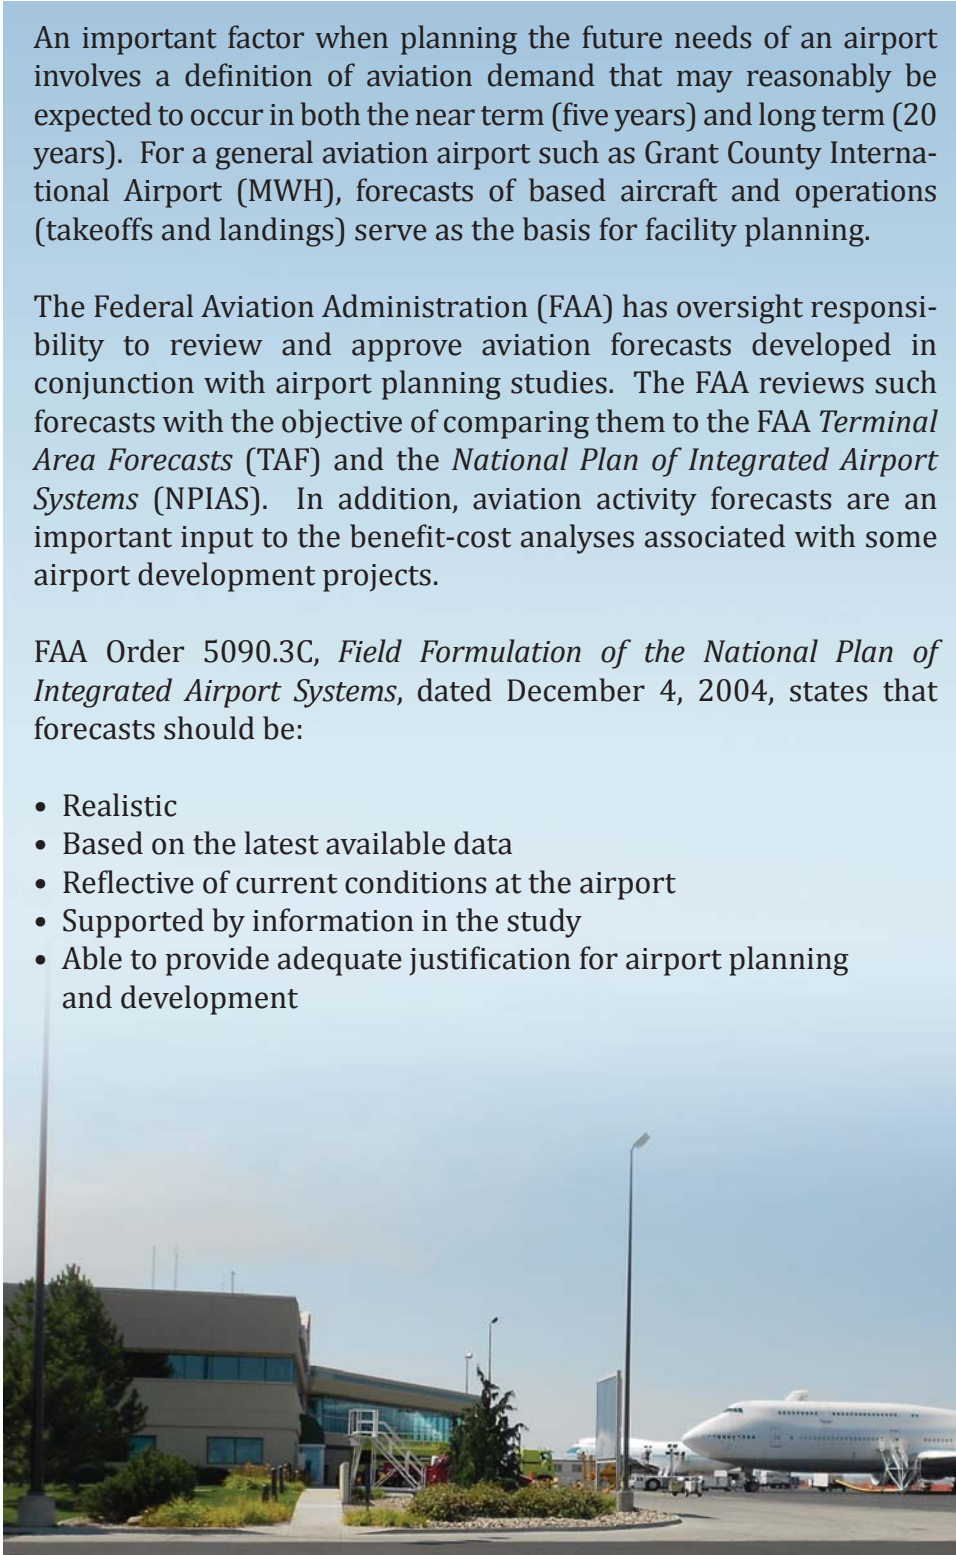 An important factor when planning the future needs of an airport
involves a definition of aviation demand that may reasonably be
expected to occur in both the near term (five years) and long term (20
years).  For a general aviation airport such as Grant County Interna-
tional Airport (MWH), forecasts of based aircraft and operations
(takeoffs and landings) serve as the basis for facility planning.
The Federal Aviation Administration (FAA) has oversight responsi-
bility to review and approve aviation forecasts developed in
conjunction with airport planning studies.  The FAA reviews such
forecasts with the objective of comparing them to the FAA Terminal
Area Forecasts (TAF) and the National Plan of Integrated Airport
Systems (NPIAS).  In addition, aviation activity forecasts are an
important input to the benefit-cost analyses associated with some
airport development projects.
FAA Order 5090.3C, Field Formulation of the National Plan of
Integrated Airport Systems, dated December 4, 2004, states that
forecasts should be:
• Realistic
• Based on the latest available data
• Reflective of current conditions at the airport
• Supported by information in the study
• Able to provide adequate justification for airport planning
and development